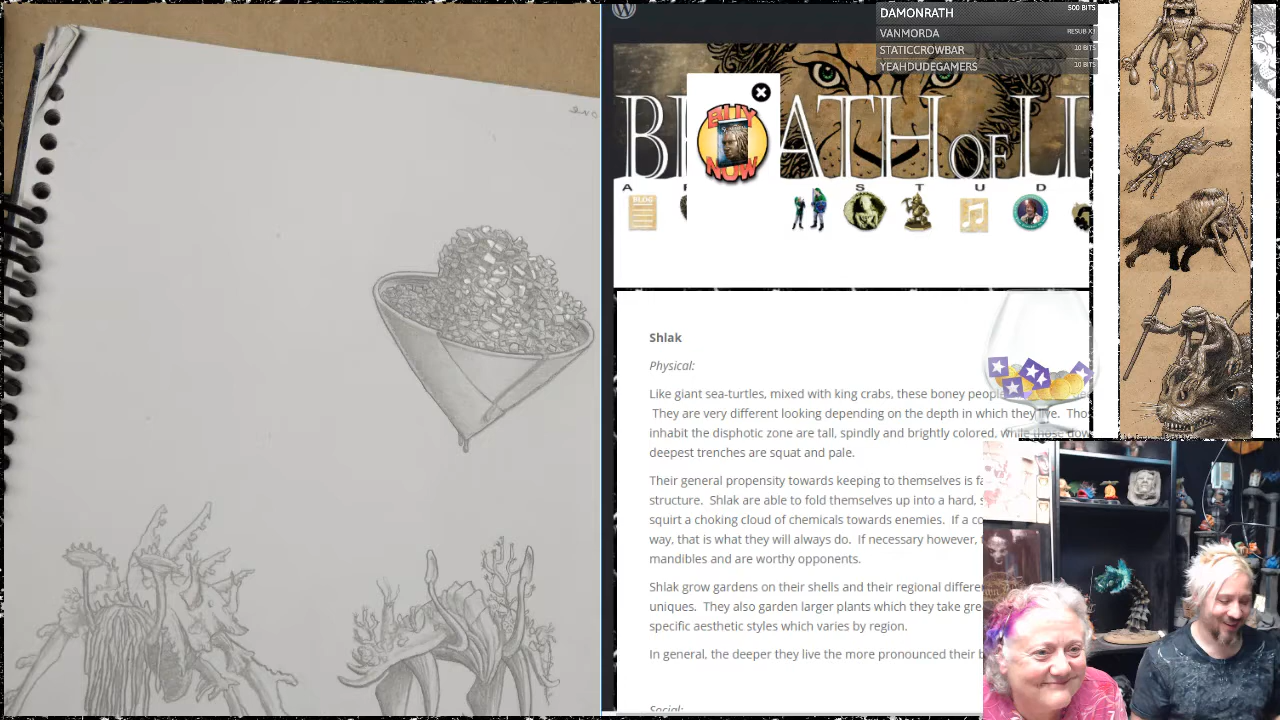 DAMONRATH 500 BITS
VANMORDA RESUB X3
STATICCROWBAR 10 BITS
YEAHDUDEGAMERS 10 BITS
BUY
NOW
ATH OF LI
A
S T U D
BLOG
Shlak
Physical:
Like giant sea-turtles, mixed with king crabs, these boney
They are very different looking depending on the depth in which they live.
inhabit the disphotic zone are tall, spindly and brightly colored, while those
deepest trenches are squat and pale.
Their general propensity towards keeping to themselves is
structure. Shlak are able to fold themselves up into a hard,
squirt a choking cloud of chemicals towards enemies. If a
way, that is what they will always do. If necessary however,
mandibles and are worthy opponents.
Shlak grow gardens on their shells and their regional
uniques. They also garden larger plants which they take
specific aesthetic styles which varies by region.
In general, the deeper they live the more pronounced their
Social: